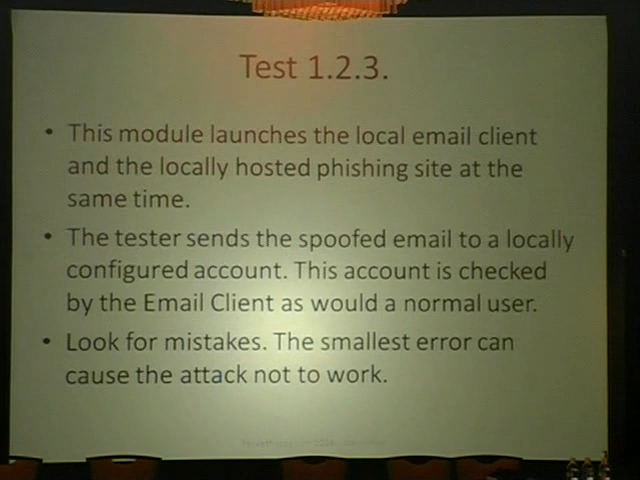 Test 1.2.3.
• This module launches the local email client
and the locally hosted phishing site at the
same time.
• The tester sends the spoofed email to a locally
configured account. This account is checked
by the Email Client as would a normal user.
• Look for mistakes. The smallest error can
cause the attack not to work.